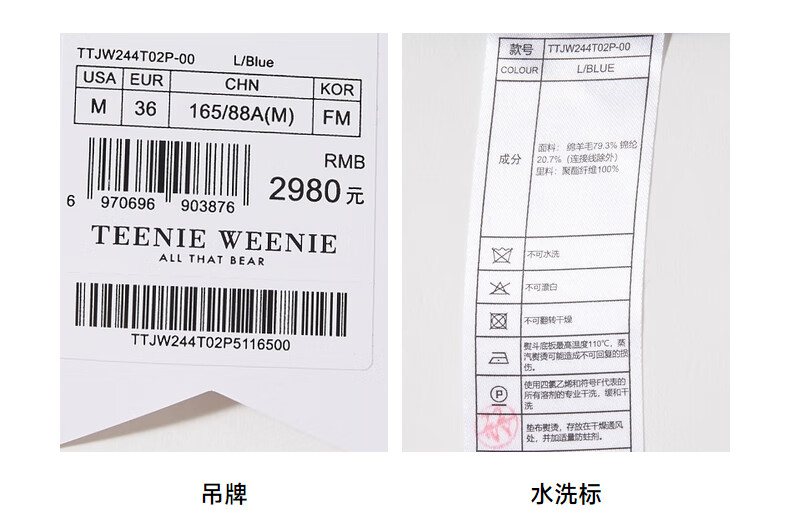 TTJW244T02P-00 L/Blue
USA EUR CHN KOR
M 36 165/88A(M) FM
RMB
2980元
6 970696 903876
TEENIE WEENIE
ALL THAT BEAR
TTJW244T02P5116500
吊牌
款号 TTJW244T02P-00
COLOUR L/BLUE
成分
面料: 绵羊毛79.3% 锦纶
20.7%（连接线除外）
里料: 聚酯纤维100%
不可水洗
不可漂白
不可翻转干燥
熨斗底板最高温度110℃，蒸
汽熨烫可能造成不可回复的损
伤。
P
使用四氯乙烯和符号F代表的
所有溶剂的专业干洗，缓和干
洗
垫布熨烫，存放在干燥通风
处，并加适量防蛀剂。
水洗标